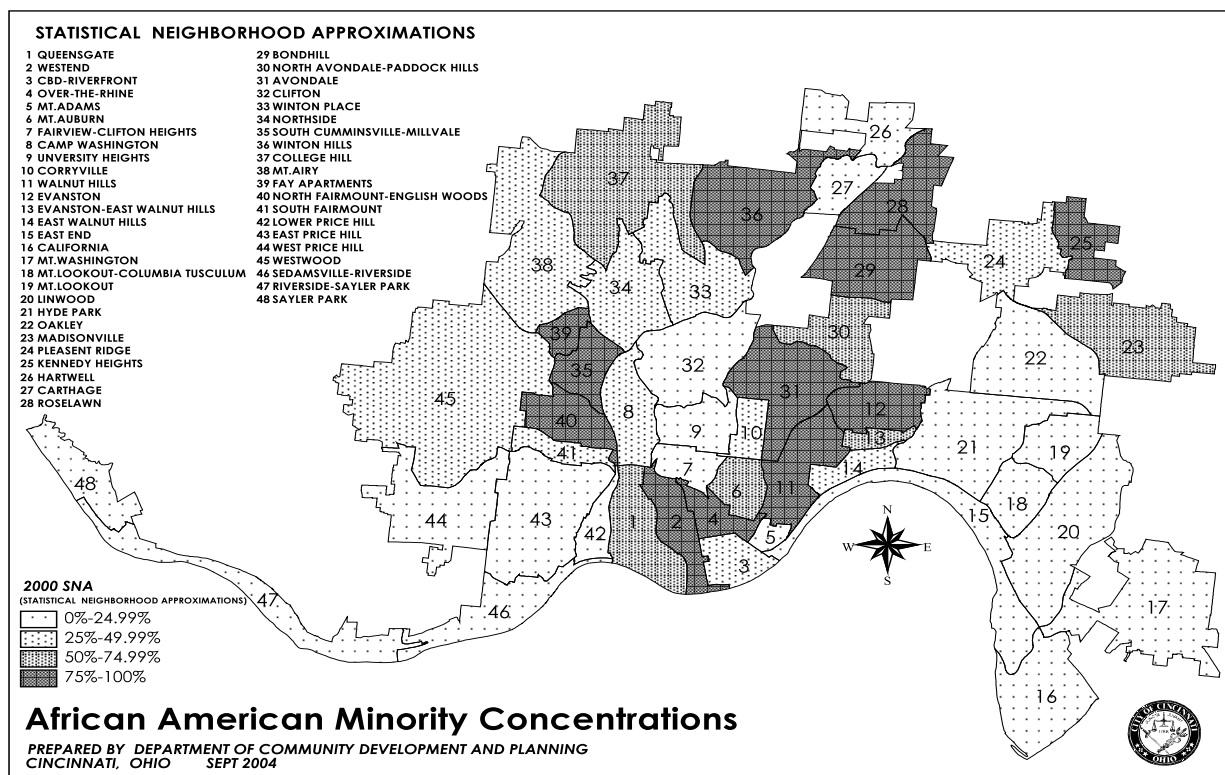 STATISTICAL NEIGHBORHOOD APPROXIMATIONS
1 QUEENSGATE
2 WESTEND
3 CBD-RIVERFRONT
4 OVER-THE-RHINE
5 MT.ADAMS
6 MT.AUBURN
7 FAIRVIEW-CLIFTON HEIGHTS
8 CAMP WASHINGTON
9 UNVERSITY HEIGHTS
10 CORRYVILLE
11 WALNUT HILLS
12 EVANSTON
13 EVANSTON-EAST WALNUT HILLS
14 EAST WALNUT HILLS
15 EAST END
16 CALIFORNIA
17 MT.WASHINGTON
18 MT.LOOKOUT-COLUMBIA TUSCULUM
19 MT.LOOKOUT
20 LINWOOD
21 HYDE PARK
22 OAKLEY
23 MADISONVILLE
24 PLEASENT RIDGE
25 KENNEDY HEIGHTS
26 HARTWELL
27 CARTHAGE
28 ROSELAWN
29 BONDHILL
30 NORTH AVONDALE-PADDOCK HILLS
31 AVONDALE
32 CLIFTON
33 WINTON PLACE
34 NORTHSIDE
35 SOUTH CUMMINSVILLE-MILLVALE
36 WINTON HILLS
37 COLLEGE HILL
38 MT.AIRY
39 FAY APARTMENTS
40 NORTH FAIRMOUNT-ENGLISH WOODS
41 SOUTH FAIRMOUNT
42 LOWER PRICE HILL
43 EAST PRICE HILL
44 WEST PRICE HILL
45 WESTWOOD
46 SEDAMSVILLE-RIVERSIDE
47 RIVERSIDE-SAYLER PARK
48 SAYLER PARK
26
27
37
36
28
25
24
29
38
34
33
30
39
22
23
32
35
31
45
8
12
40
9
10
13
21
19
41
7
14
11
48
6
18
15
44
43
42
1
2
4
5
20
3
N
W
E
S
47
46
17
16
2000 SNA
(STATISTICAL NEIGHBORHOOD APPROXIMATIONS)
0%-24.99%
25%-49.99%
50%-74.99%
75%-100%
African American Minority Concentrations
PREPARED BY DEPARTMENT OF COMMUNITY DEVELOPMENT AND PLANNING
CINCINNATI, OHIO SEPT 2004
CITY OF CINCINNATI
OHIO